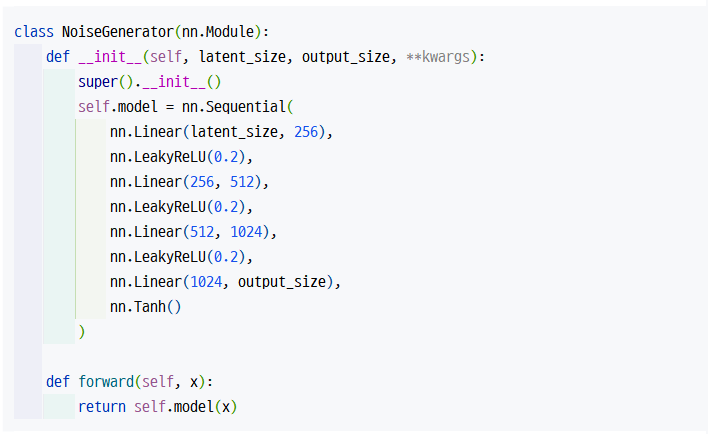 class NoiseGenerator(nn.Module):
    def __init__(self, latent_size, output_size, **kwargs):
        super().__init__()
        self.model = nn.Sequential(
            nn.Linear(latent_size, 256),
            nn.LeakyReLU(0.2),
            nn.Linear(256, 512),
            nn.LeakyReLU(0.2),
            nn.Linear(512, 1024),
            nn.LeakyReLU(0.2),
            nn.Linear(1024, output_size),
            nn.Tanh()
        )

    def forward(self, x):
        return self.model(x)